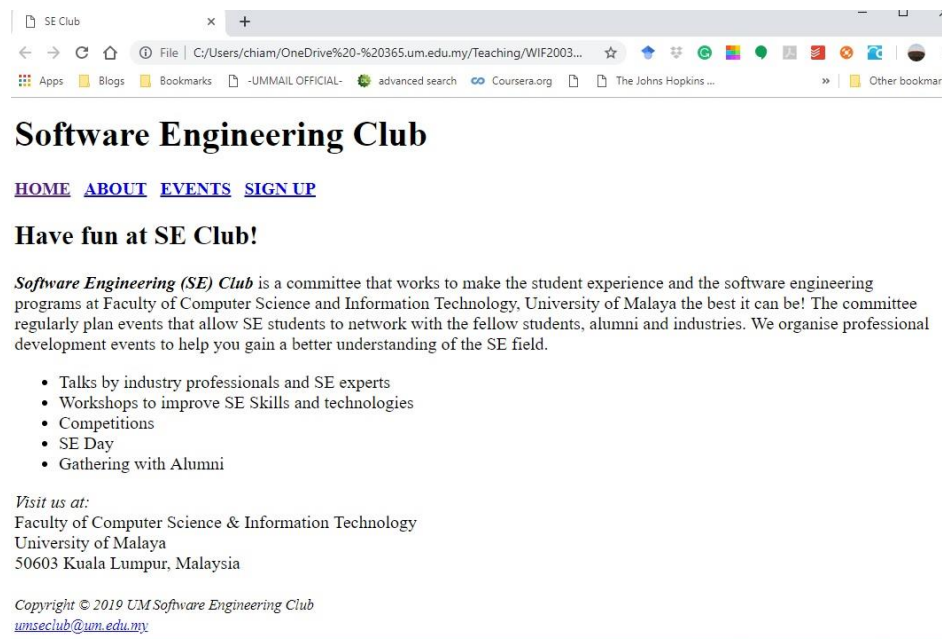 SE Club
File | C:/Users/chiam/OneDrive%20-%20365.um.edu.my/Teaching/WIF2003...
Apps Blogs Bookmarks -UMMAIL OFFICIAL- advanced search Coursera.org The Johns Hopkins ... » Other bookmar
Software Engineering Club
HOME ABOUT EVENTS SIGN UP
Have fun at SE Club!
Software Engineering (SE) Club is a committee that works to make the student experience and the software engineering
programs at Faculty of Computer Science and Information Technology, University of Malaya the best it can be! The committee
regularly plan events that allow SE students to network with the fellow students, alumni and industries. We organise professional
development events to help you gain a better understanding of the SE field.
• Talks by industry professionals and SE experts
• Workshops to improve SE Skills and technologies
• Competitions
• SE Day
• Gathering with Alumni
Visit us at:
Faculty of Computer Science & Information Technology
University of Malaya
50603 Kuala Lumpur, Malaysia
Copyright © 2019 UM Software Engineering Club
umseclub@um.edu.my